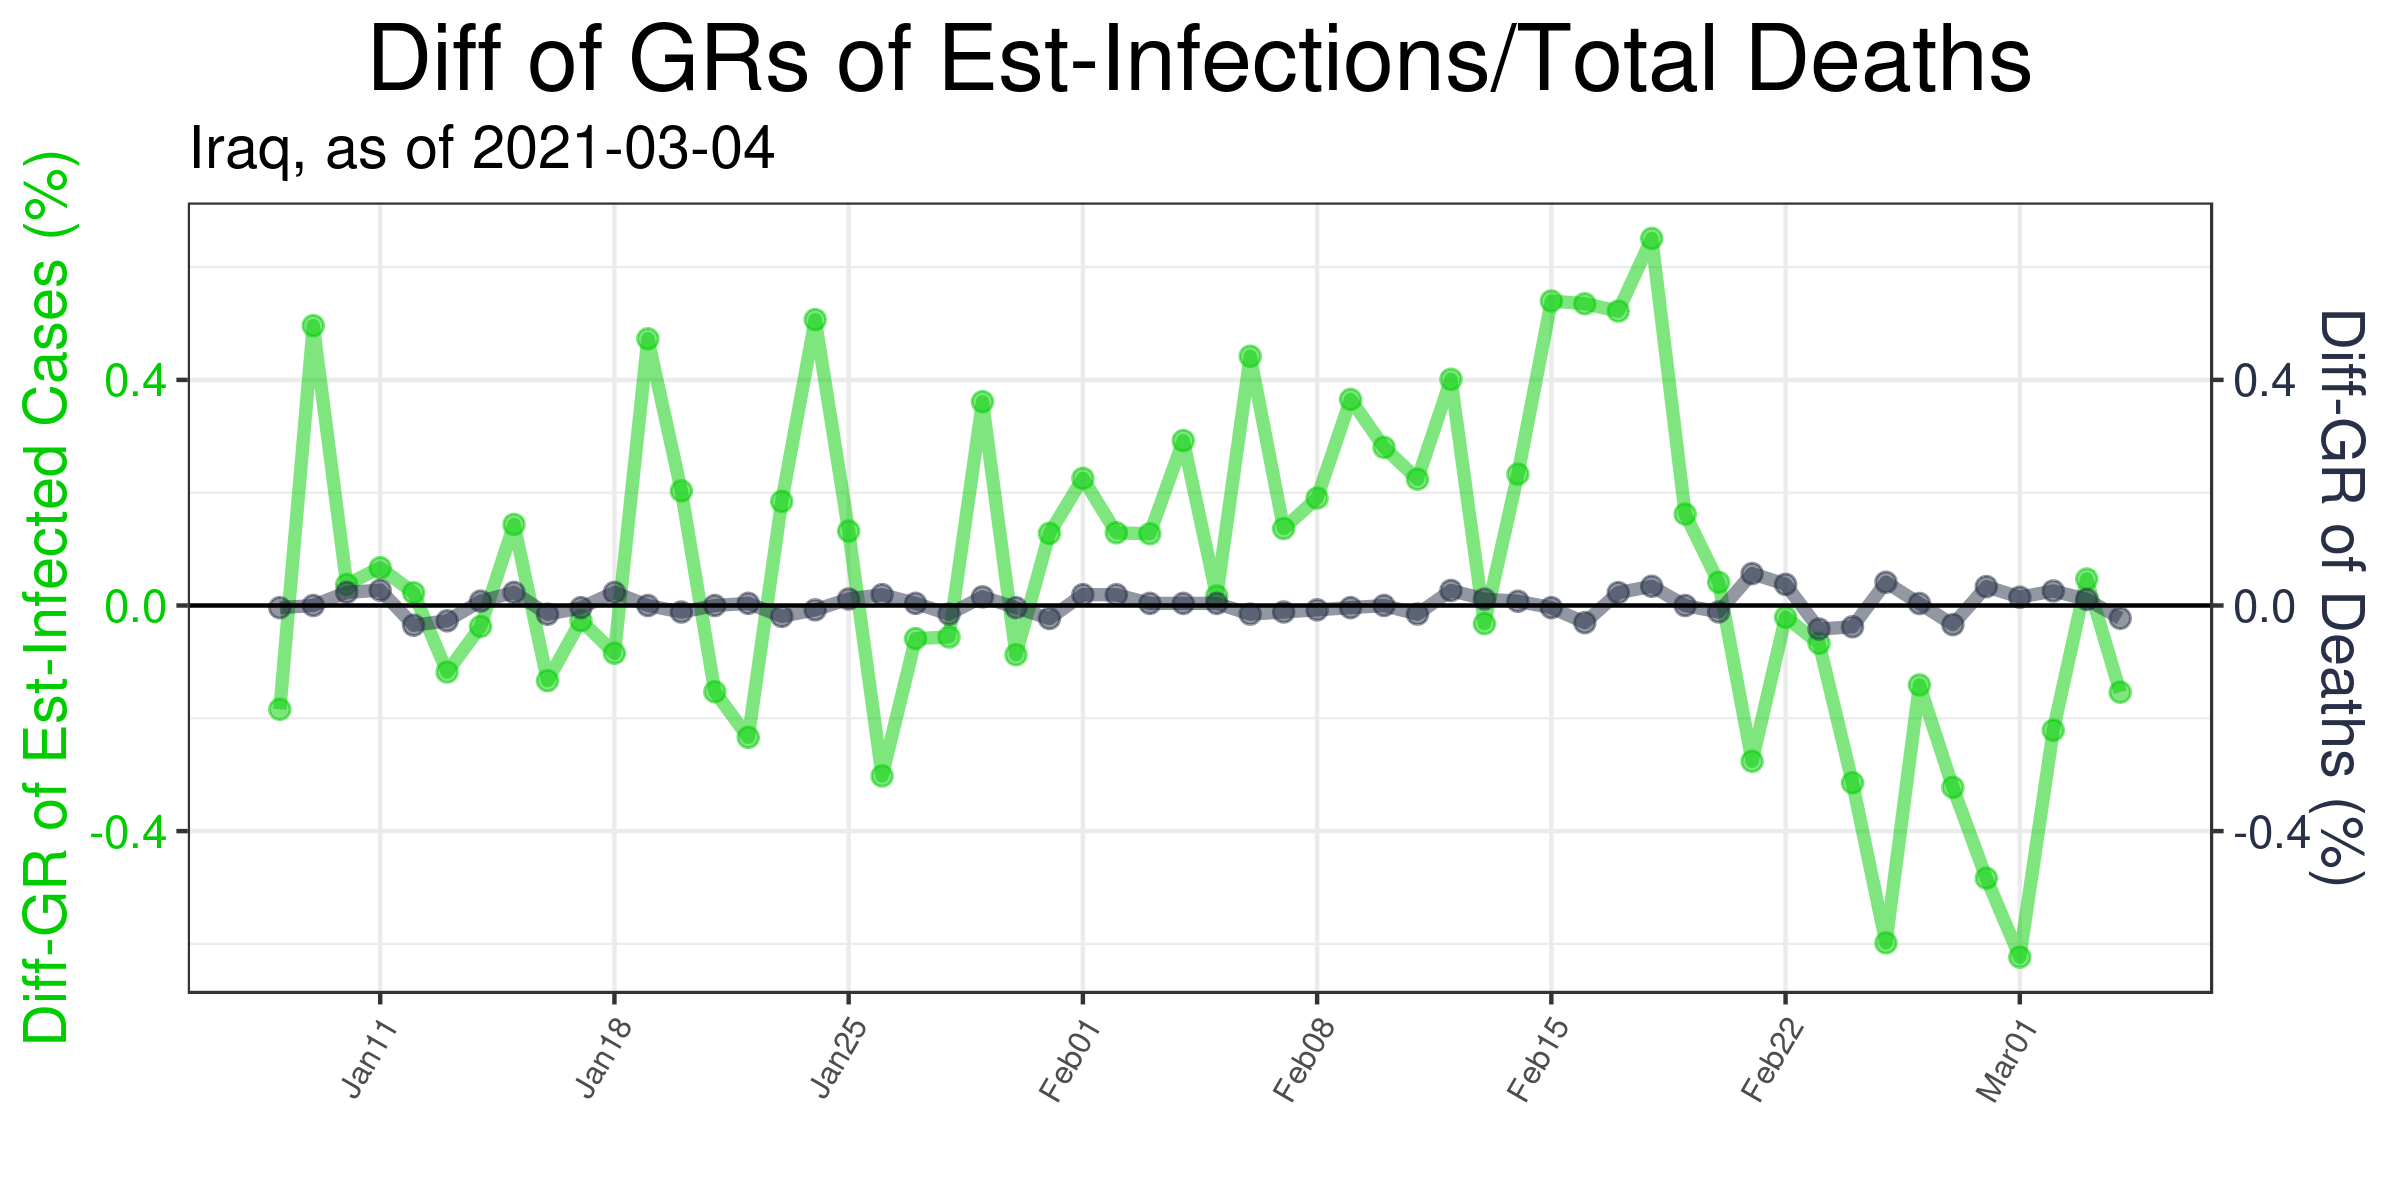 Diff of GRs of Est-Infections/Total Deaths
Iraq, as of 2021-03-04
Diff-GR of Est-Infected Cases (%)
0.4
0.0
-0.4
0.4
0.0
-0.4
Diff-GR of Deaths (%)
Jan11
Jan18
Jan25
Feb01
Feb08
Feb15
Feb22
Mar01